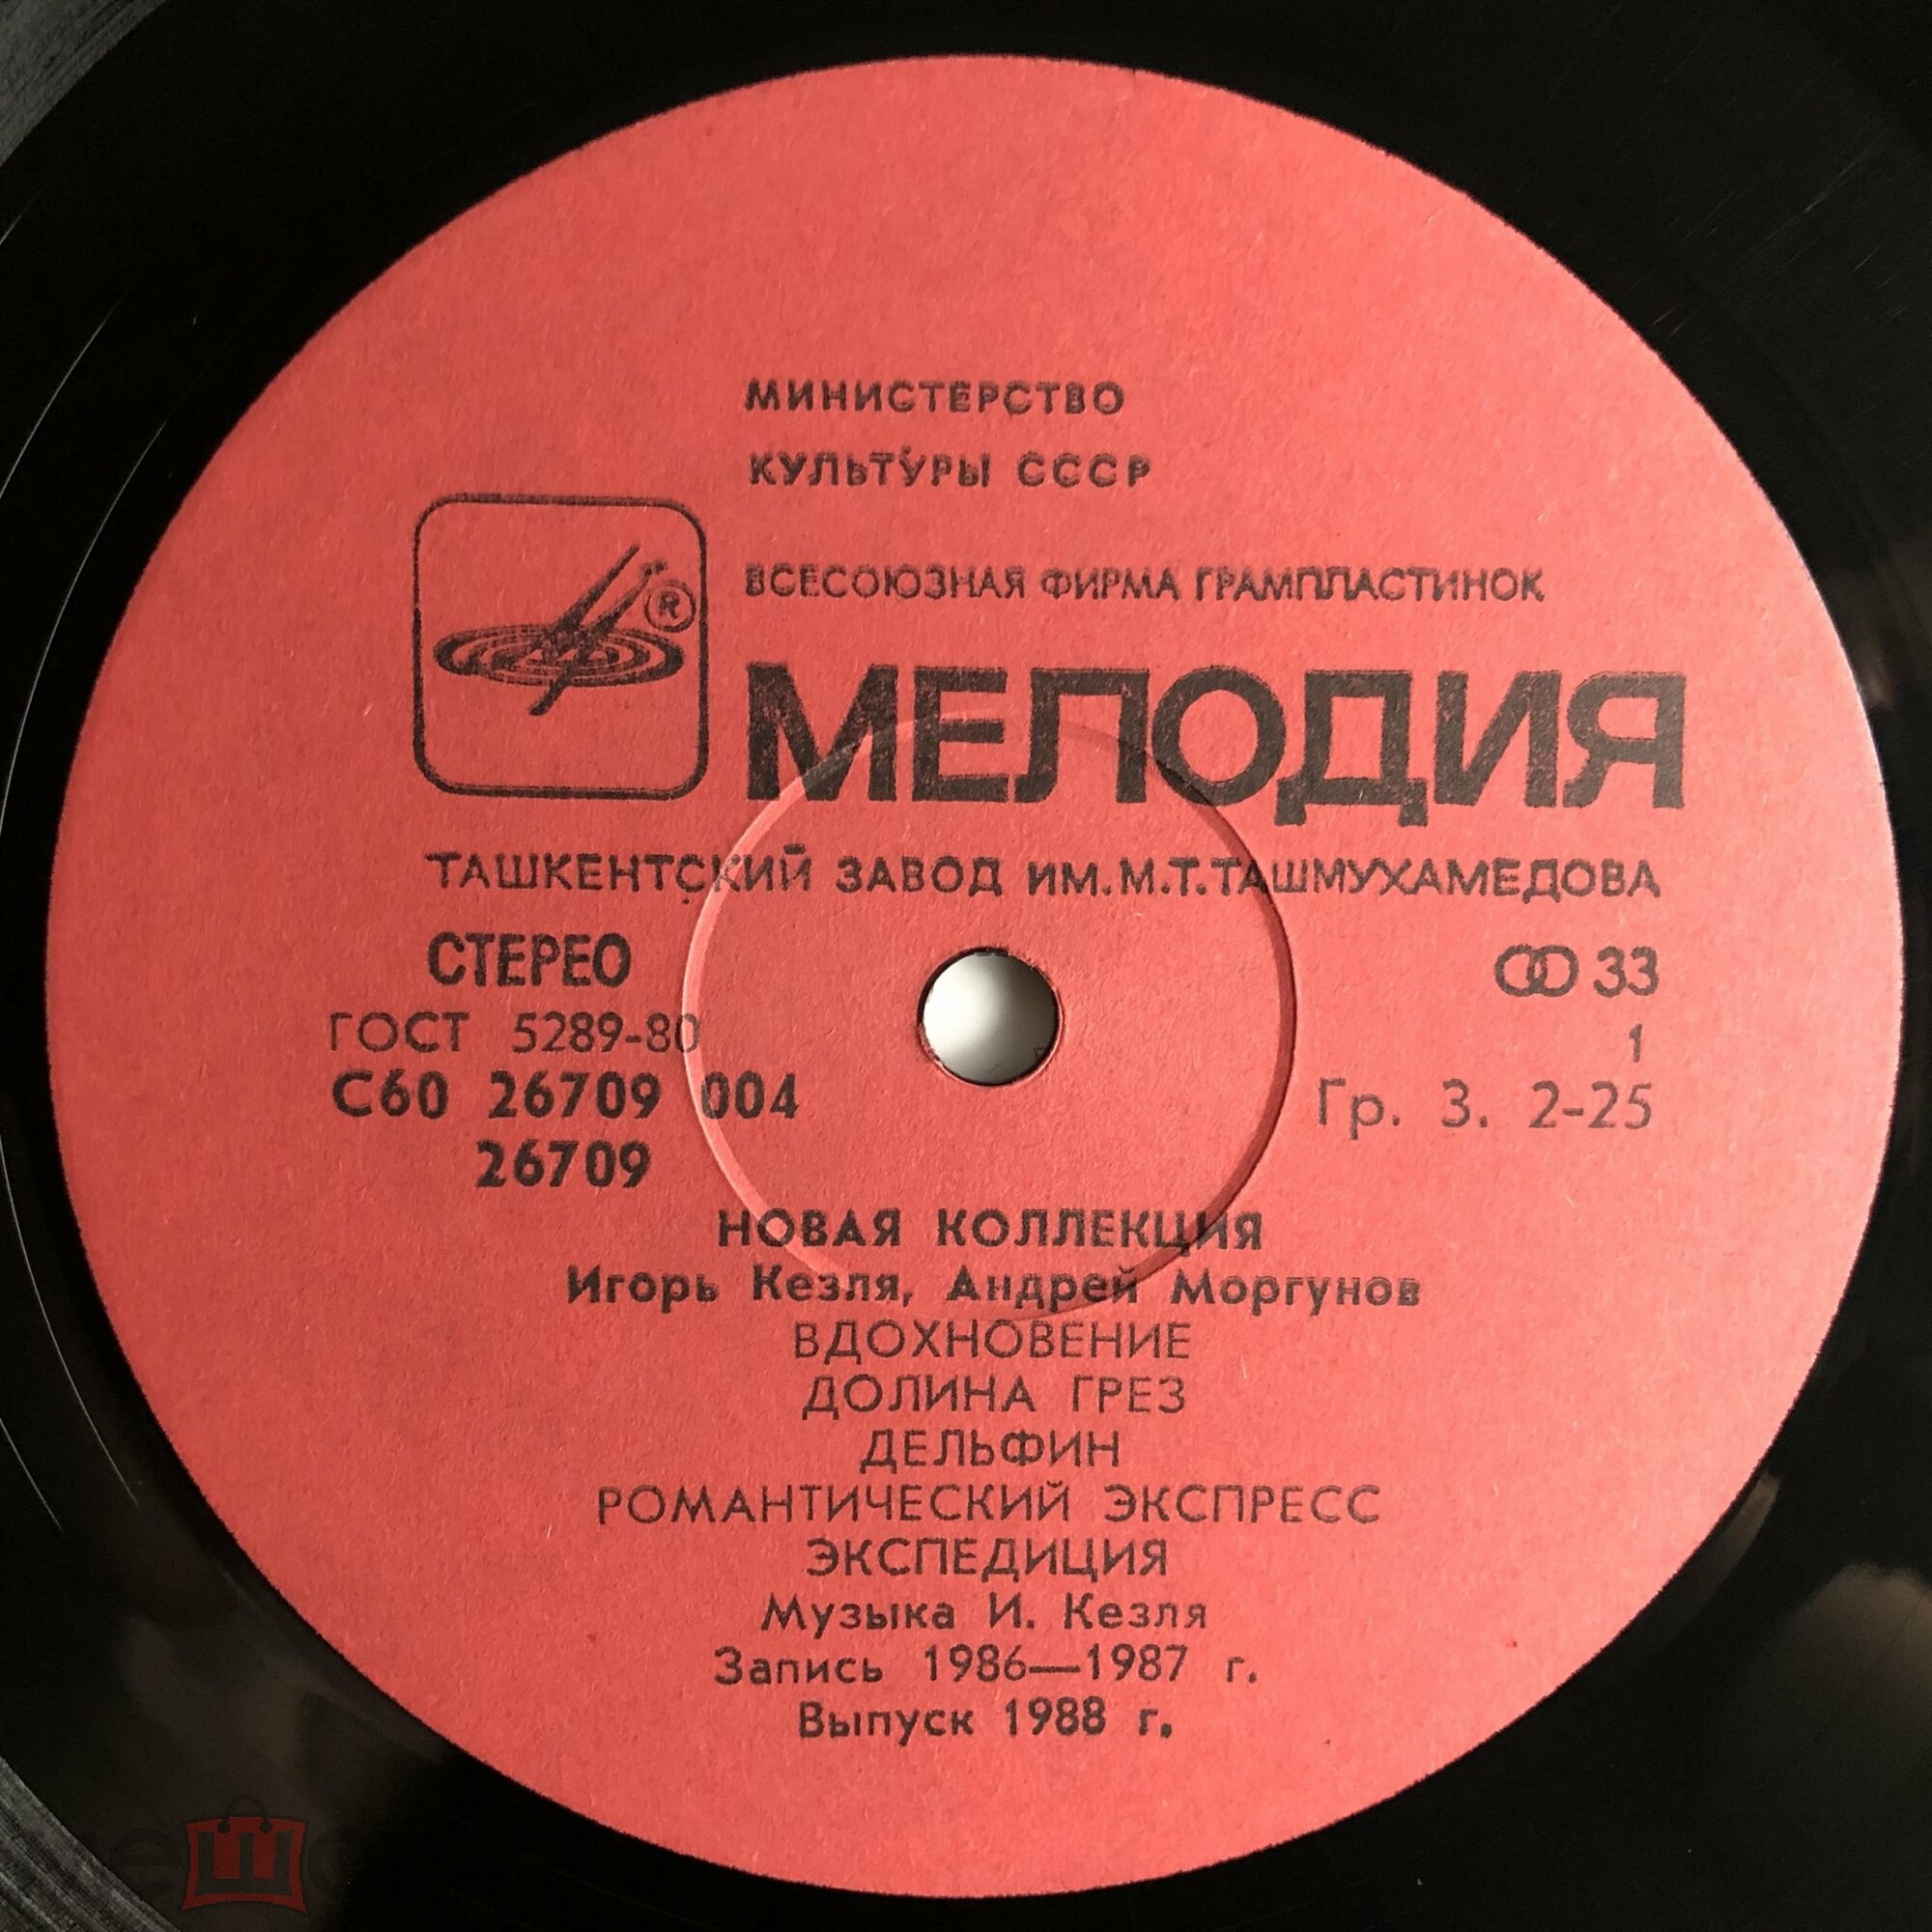 МИНИСТЕРСТВО
КУЛЬТУРЫ СССР
®
ВСЕСОЮЗНАЯ ФИРМА ГРАМПЛАСТИНОК
МЕЛОДИЯ
ТАШКЕНТСКИЙ ЗАВОД ИМ.М.Т.ТАШМУХАМЕДОВА
СТЕРЕО
33
ГОСТ 5289-80
1
С60 26709 004
Гр. 3. 2-25
26709
НОВАЯ КОЛЛЕКЦИЯ
Игорь Кезля, Андрей Моргунов
ВДОХНОВЕНИЕ
ДОЛИНА ГРЕЗ
ДЕЛЬФИН
РОМАНТИЧЕСКИЙ ЭКСПРЕСС
ЭКСПЕДИЦИЯ
Музыка И. Кезля
Запись 1986—1987 г.
Выпуск 1988 г.